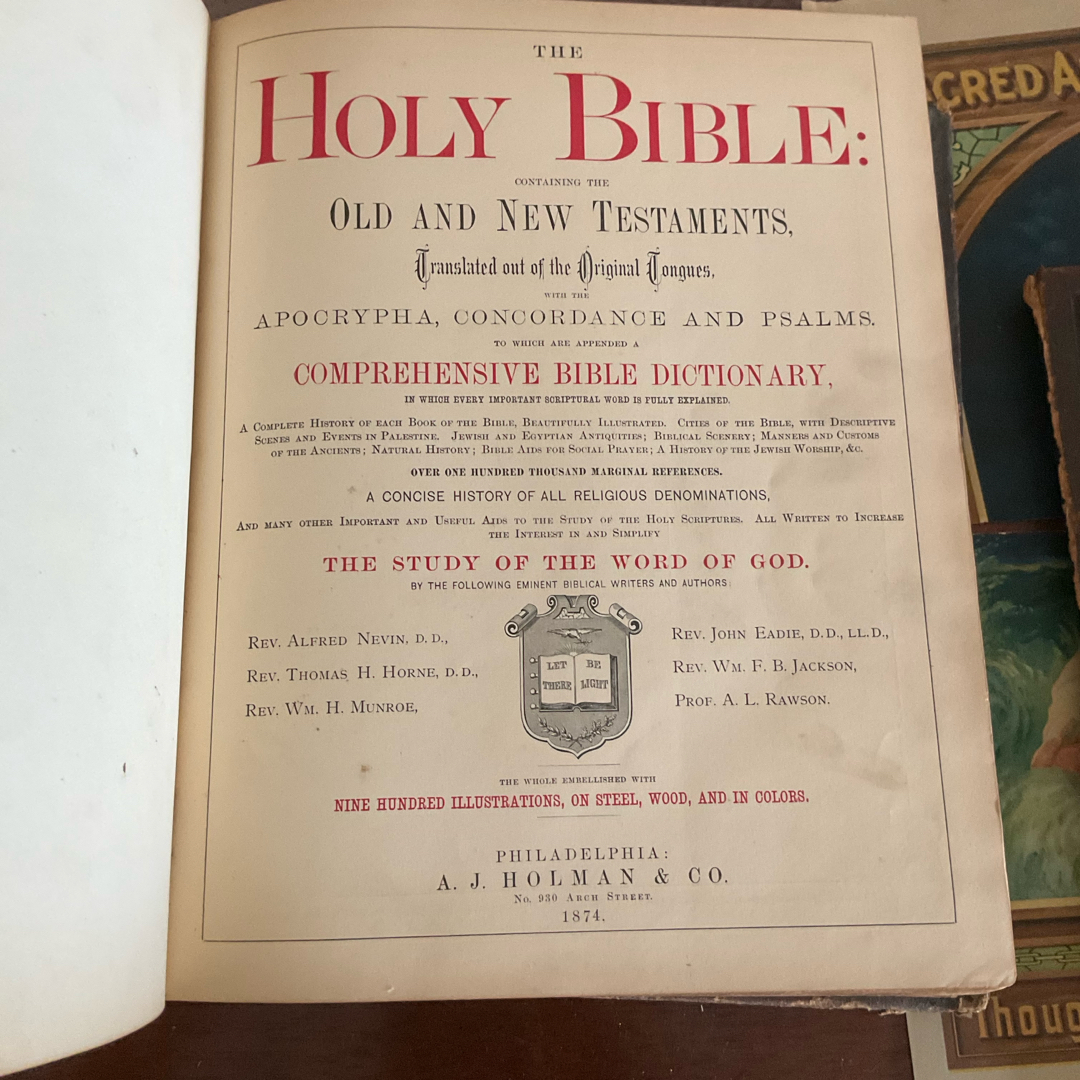 THE
HOLY BIBLE:
CONTAINING THE
OLD AND NEW TESTAMENTS,
Translated out of the Original Tongues,
WITH THE
APOCRYPHA, CONCORDANCE AND PSALMS.
TO WHICH ARE APPENDED A
COMPREHENSIVE BIBLE DICTIONARY,
IN WHICH EVERY IMPORTANT SCRIPTURAL WORD IS FULLY EXPLAINED.
A COMPLETE HISTORY OF EACH BOOK OF THE BIBLE, BEAUTIFULLY ILLUSTRATED. CITIES OF THE BIBLE, WITH DESCRIPTIVE
SCENES AND EVENTS IN PALESTINE. JEWISH AND EGYPTIAN ANTIQUITIES; BIBLICAL SCENERY; MANNERS AND CUSTOMS
OF THE ANCIENTS; NATURAL HISTORY; BIBLE AIDS FOR SOCIAL PRAYER; A HISTORY OF THE JEWISH WORSHIP, &C.
OVER ONE HUNDRED THOUSAND MARGINAL REFERENCES.
A CONCISE HISTORY OF ALL RELIGIOUS DENOMINATIONS,
AND MANY OTHER IMPORTANT AND USEFUL AIDS TO THE STUDY OF THE HOLY SCRIPTURES. ALL WRITTEN TO INCREASE
THE INTEREST IN AND SIMPLIFY
THE STUDY OF THE WORD OF GOD.
BY THE FOLLOWING EMINENT BIBLICAL WRITERS AND AUTHORS:
REV. ALFRED NEVIN, D. D.,
REV. THOMAS H. HORNE, D. D.,
REV. WM. H. MUNROE,
LET BE
THERE LIGHT
REV. JOHN EADIE, D.D., LL.D.,
REV. WM. F. B. JACKSON,
PROF. A. L. RAWSON.
THE WHOLE EMBELLISHED WITH
NINE HUNDRED ILLUSTRATIONS, ON STEEL, WOOD, AND IN COLORS.
PHILADELPHIA:
A. J. HOLMAN & CO.
NO. 930 ARCH STREET.
1874.
CRED A
Thoug